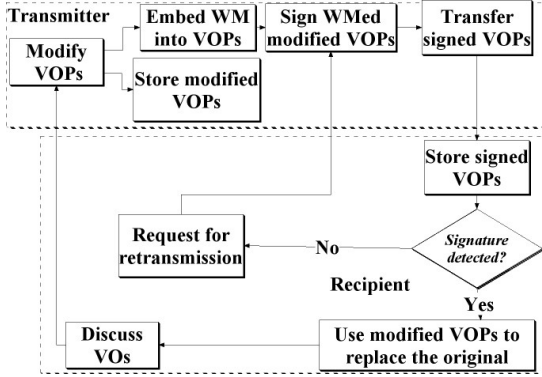 Transmitter
Modify
VOPs
Embed WM
into VOPs
Store modified
VOPs
Sign WMed
modified VOPs
Transfer
signed VOPs
Store signed
VOPs
Signature
detected?
No
Request for
retransmission
Recipient
Yes
Use modified VOPs to
replace the original
Discuss
VOs